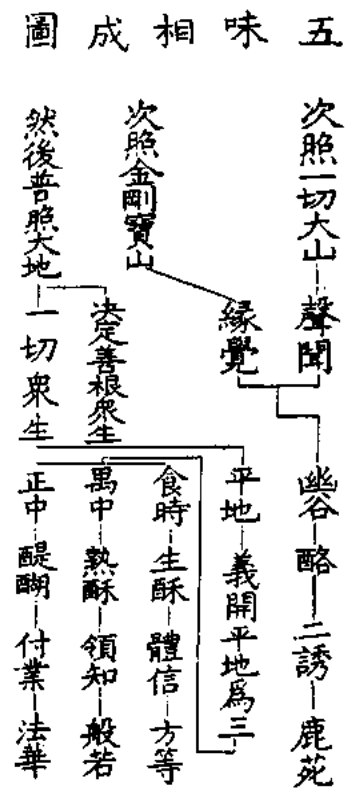 五味相成圖
次照一切大山
聲聞
幽谷
酪
二誘
鹿苑
次照金剛寶山
緣覺
平地
義開平地為三
食時
生酥
體信
方等
然後普照大地
決定善根衆生
禺中
熟酥
領知
般若
一切衆生
正中
醍醐
付業
法華